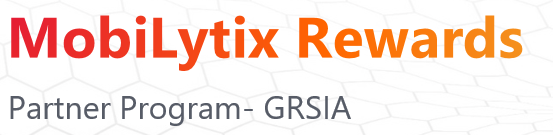 MobiLytix Rewards
Partner Program- GRSIA